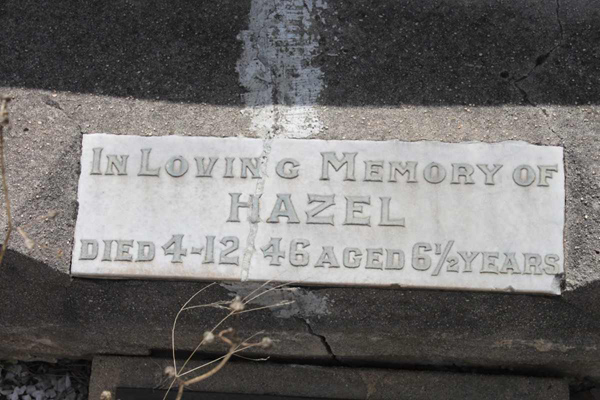 IN LOVING MEMORY OF
HAZEL
DIED 4-12 46 AGED 6½ YEARS